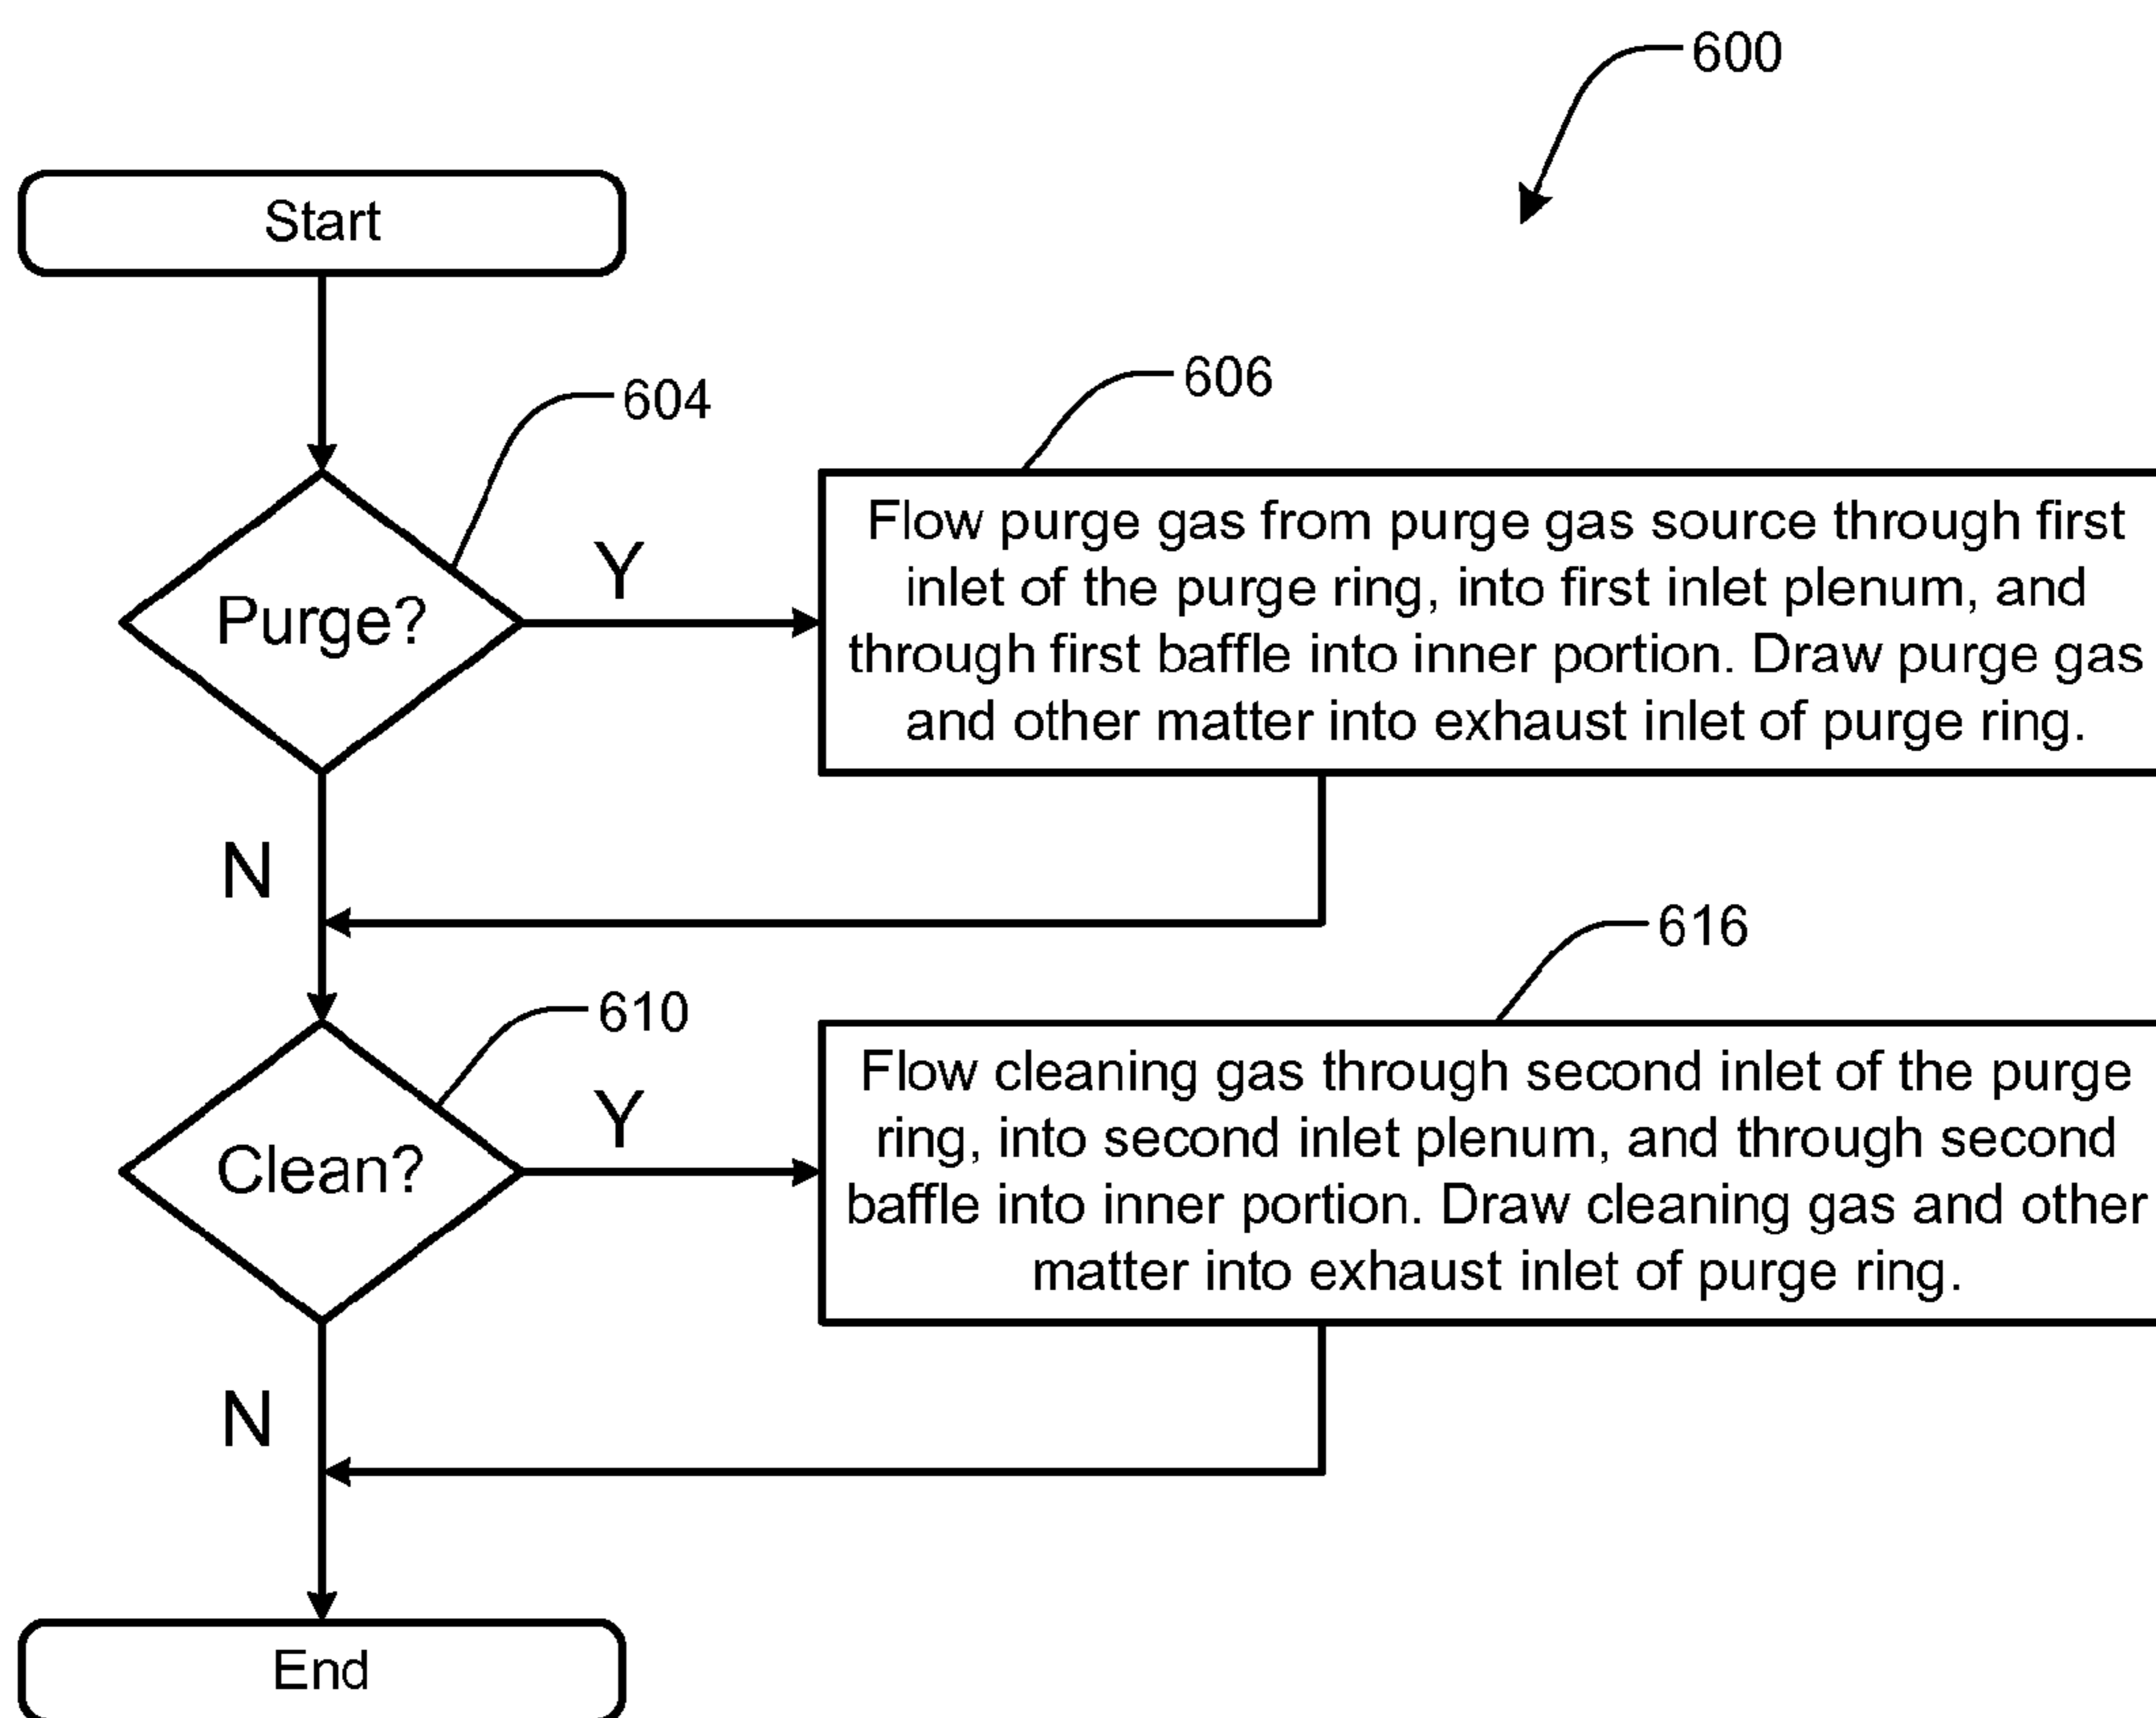 600
Start
604
606
Purge?
Y
Flow purge gas from purge gas source through first
inlet of the purge ring, into first inlet plenum, and
through first baffle into inner portion. Draw purge gas
and other matter into exhaust inlet of purge ring.
N
616
610
Clean?
Y
Flow cleaning gas through second inlet of the purge
ring, into second inlet plenum, and through second
baffle into inner portion. Draw cleaning gas and other
matter into exhaust inlet of purge ring.
N
End